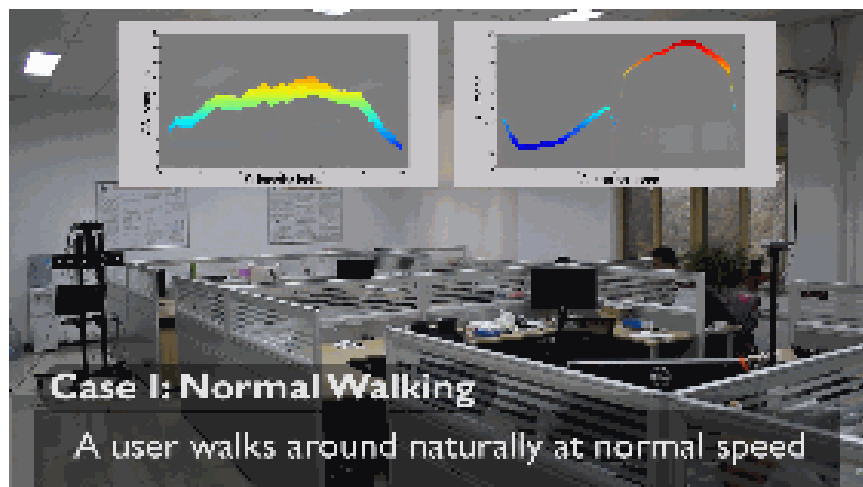 Case I: Normal Walking
A user walks around naturally at normal speed